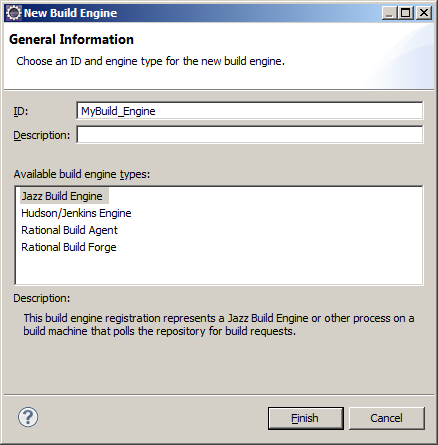 New Build Engine
General Information
Choose an ID and engine type for the new build engine.
ID:
MyBuild_Engine
Description:
Available build engine types:
Jazz Build Engine
Hudson/Jenkins Engine
Rational Build Agent
Rational Build Forge
Description:
This build engine registration represents a Jazz Build Engine or other process on a
build machine that polls the repository for build requests.
?
Finish
Cancel